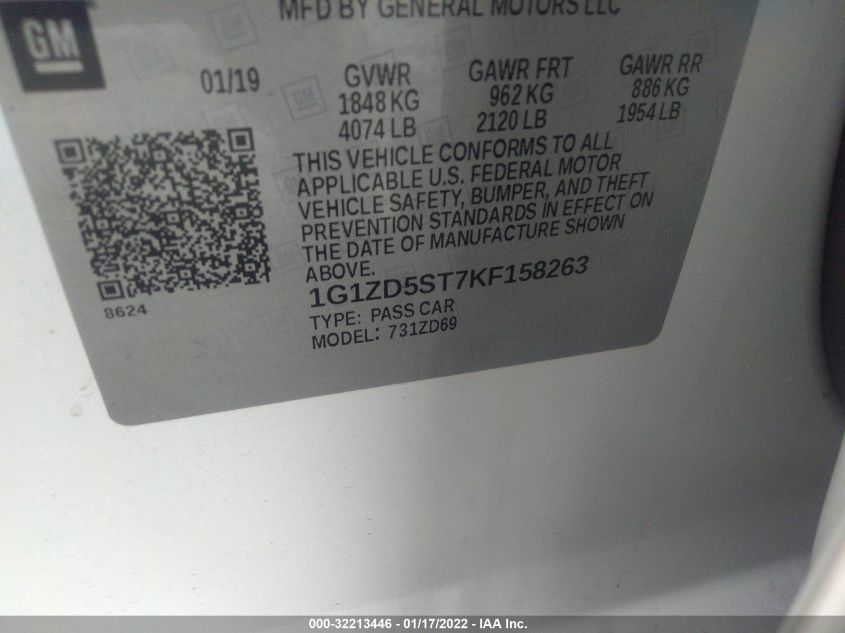 MFD BY GENERAL MOTORS LLC
GM
01/19
GVWR
1848 KG
4074 LB
GAWR FRT
962 KG
2120 LB
GAWR RR
886 KG
1954 LB
THIS VEHICLE CONFORMS TO ALL
APPLICABLE U.S. FEDERAL MOTOR
VEHICLE SAFETY, BUMPER, AND THEFT
PREVENTION STANDARDS IN EFFECT ON
THE DATE OF MANUFACTURE SHOWN
ABOVE.
1G1ZD5ST7KF158263
TYPE: PASS CAR
MODEL: 731ZD69
8624
000-32213446 - 01/17/2022 - IAA Inc.